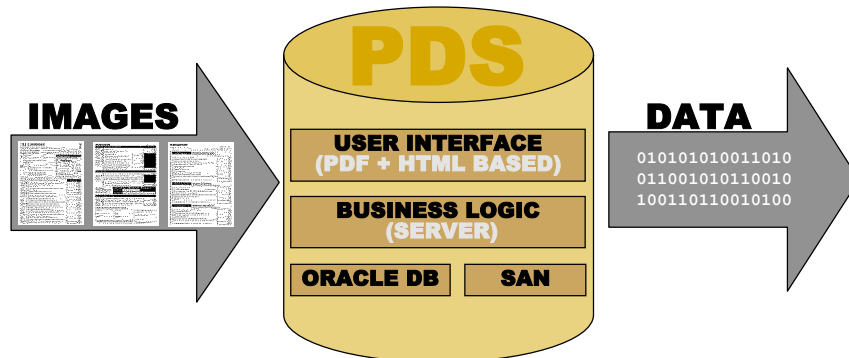 PDS
IMAGES
USER INTERFACE
(PDF + HTML BASED)
BUSINESS LOGIC
(SERVER)
ORACLE DB
SAN
DATA
010101010011010
011001010110010
100110110010100